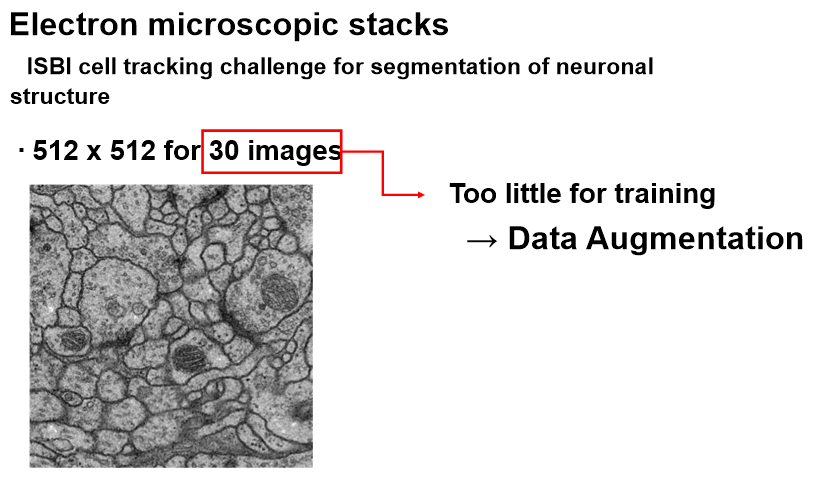 Electron microscopic stacks
ISBI cell tracking challenge for segmentation of neuronal
structure
· 512 x 512 for 30 images
Too little for training
→ Data Augmentation